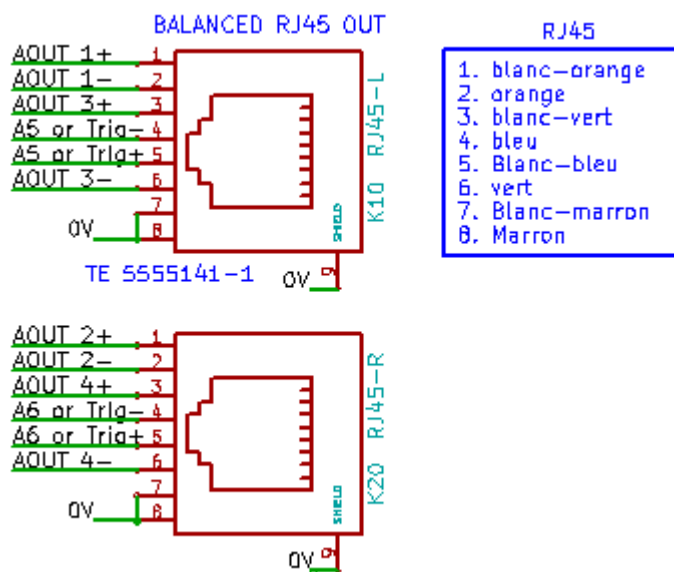 BALANCED RJ45 OUT
AOUT 1+ 1
AOUT 1- 2
AOUT 3+ 3
A5 or Trig- 4
A5 or Trig+ 5
AOUT 3- 6
7
0V 8
SHIELD
K10 RJ45-L
TE 5555141-1
0V 9
RJ45
1. blanc-orange
2. orange
3. blanc-vert
4. bleu
5. Blanc-bleu
6. vert
7. Blanc-marron
8. Marron
AOUT 2+ 1
AOUT 2- 2
AOUT 4+ 3
A6 or Trig- 4
A6 or Trig+ 5
AOUT 4- 6
7
0V 8
SHIELD
K20 RJ45-R
0V 9